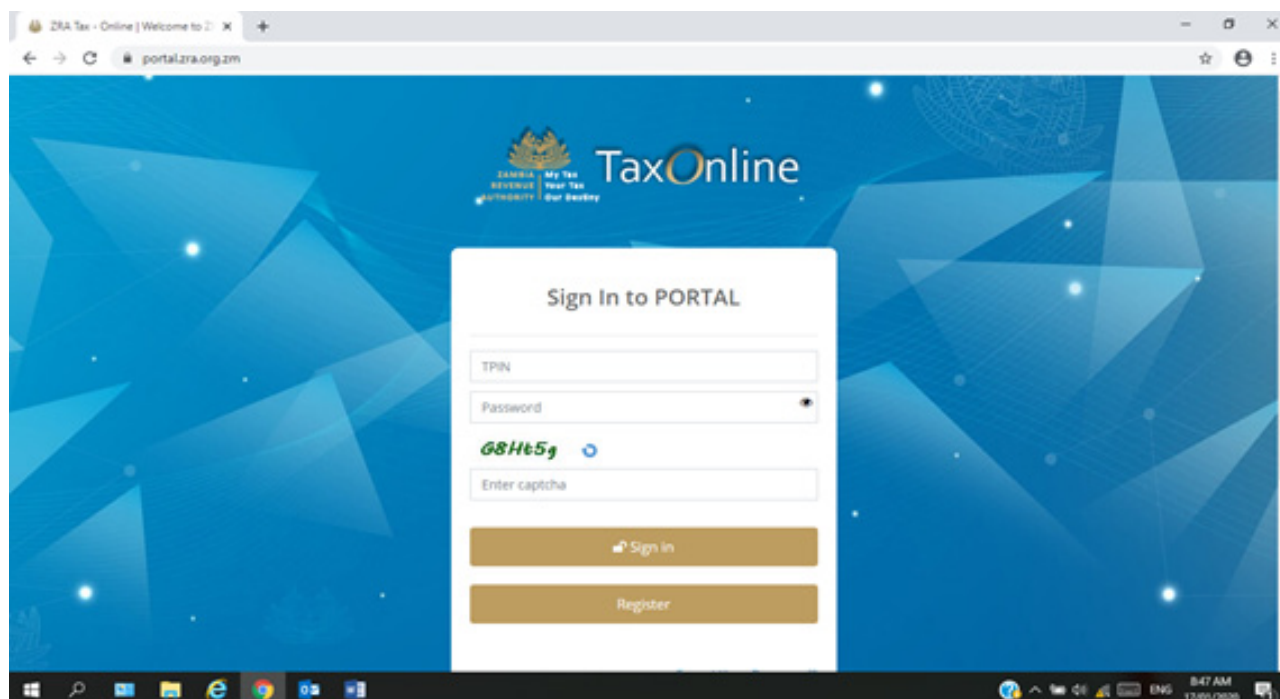 ZRA Tax - Online | Welcome to Z
portal.zra.org.zm
ZAMBIA
REVENUE
AUTHORITY
My Tax
Your Tax
Our Destiny
TaxOnline
Sign In to PORTAL
TPIN
Password
G8Ht5g
Enter captcha
Sign in
Register
ENG
8:47 AM